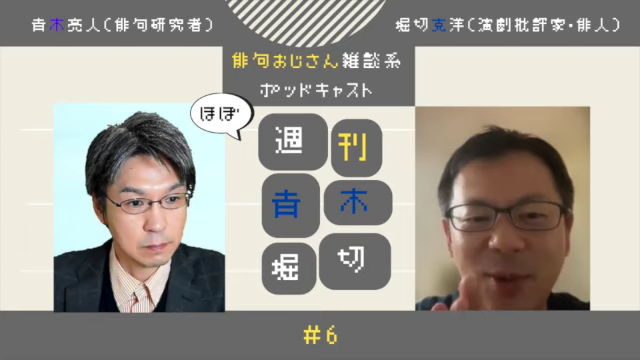 青木亮人(俳句研究者)
堀切克洋(演劇批評家・俳人)
俳句おじさん雑談系
ポッドキャスト
ほぼ
週刊
青木
堀切
#6